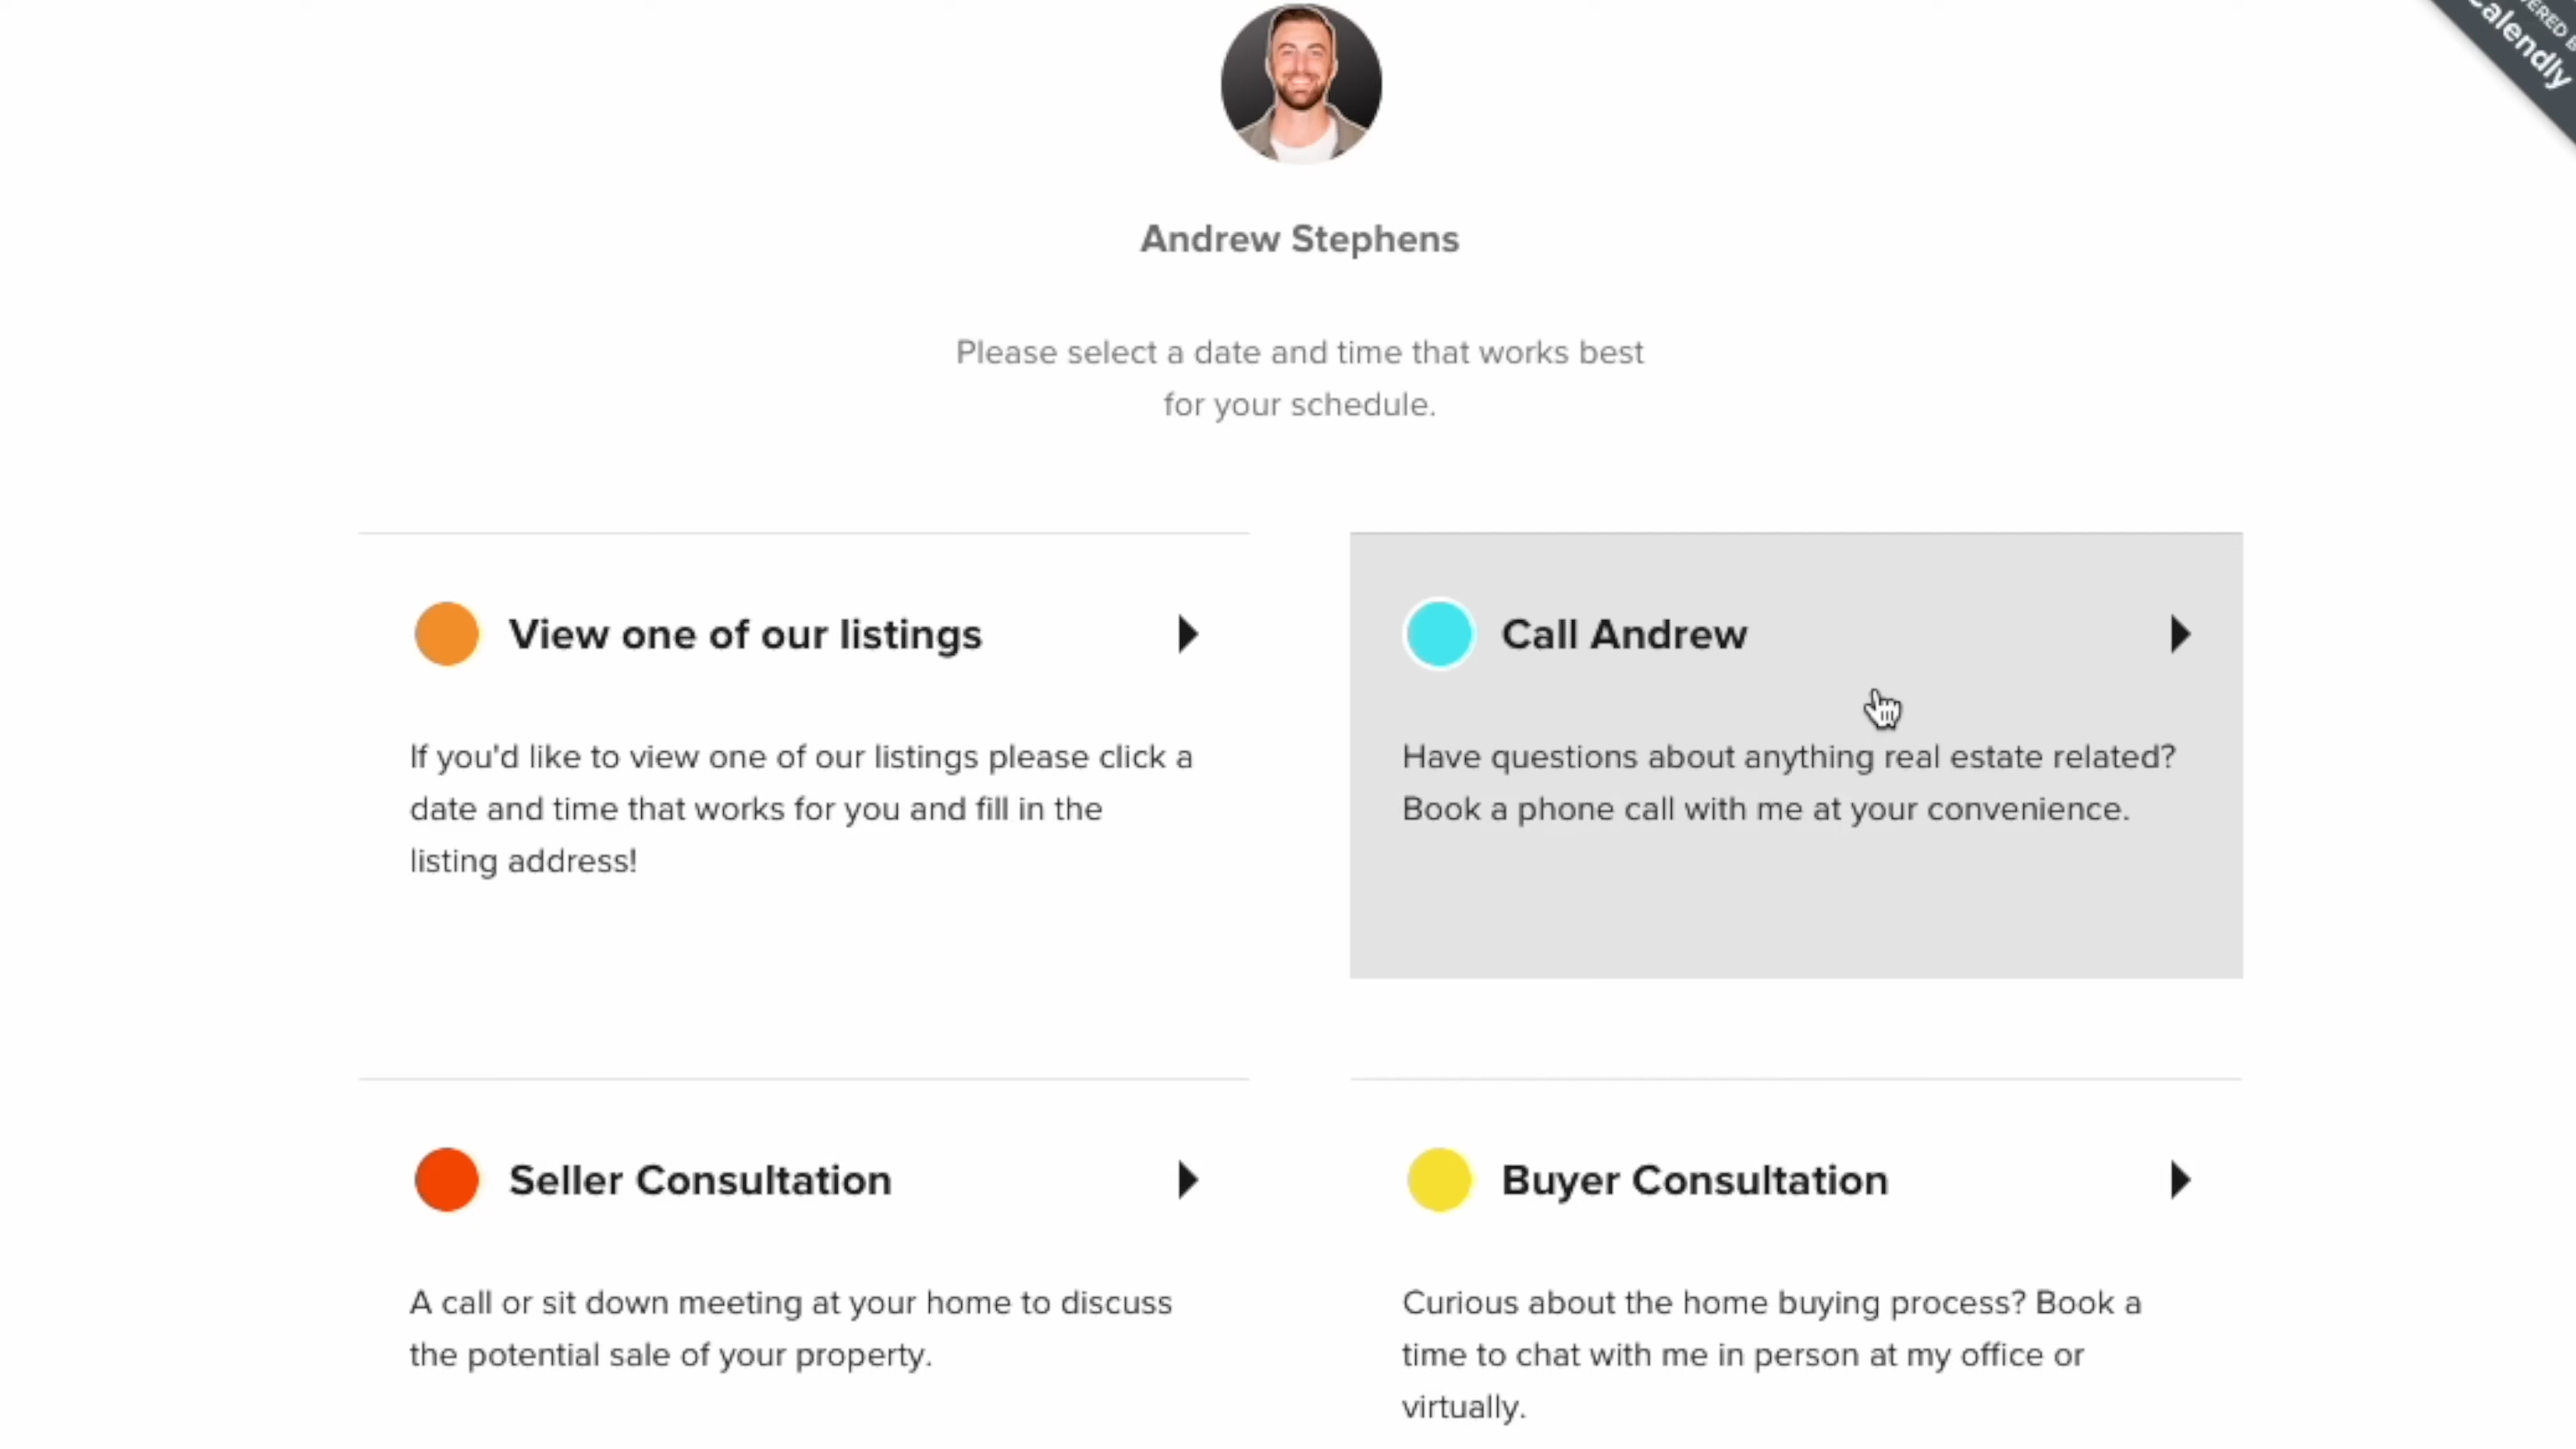 Calendly
Andrew Stephens
Please select a date and time that works best
for your schedule.
View one of our listings
If you'd like to view one of our listings please click a
date and time that works for you and fill in the
listing address!
Call Andrew
Have questions about anything real estate related?
Book a phone call with me at your convenience.
Seller Consultation
A call or sit down meeting at your home to discuss
the potential sale of your property.
Buyer Consultation
Curious about the home buying process? Book a
time to chat with me in person at my office or
virtually.